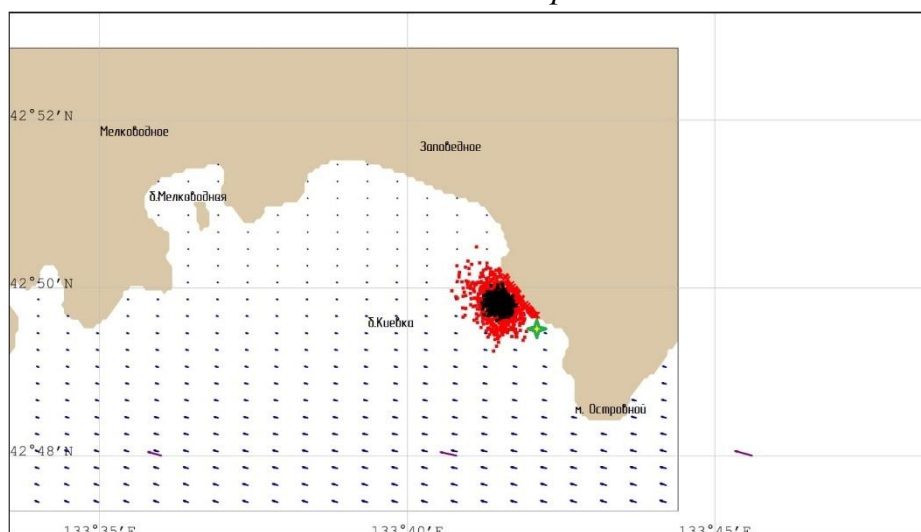 42°52'N
Мелководное
Заповедное
б.Мелководная
42°50'N
б.Киевка
м. Островной
42°48'N
133°35'E
133°40'E
133°45'E